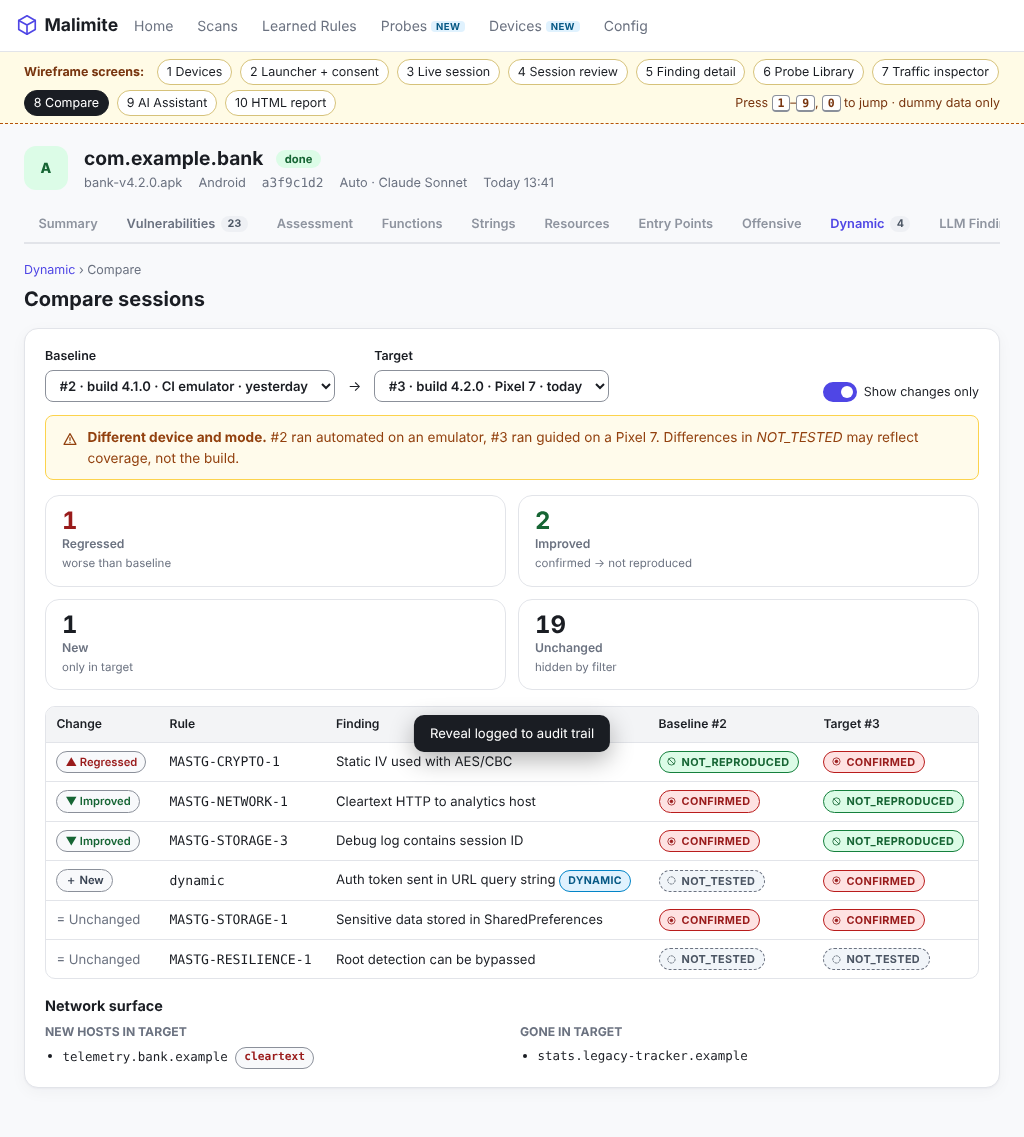 Malimite Home Scans Learned Rules Probes NEW Devices NEW Config
Wireframe screens: 1 Devices 2 Launcher + consent 3 Live session 4 Session review 5 Finding detail 6 Probe Library 7 Traffic inspector
8 Compare 9 AI Assistant 10 HTML report Press 1–9, 0 to jump · dummy data only
A
com.example.bank done
bank-v4.2.0.apk Android a3f9c1d2 Auto · Claude Sonnet Today 13:41
Summary Vulnerabilities 23 Assessment Functions Strings Resources Entry Points Offensive Dynamic 4 LLM Findi
Dynamic › Compare
Compare sessions
Baseline Target
#2 · build 4.1.0 · CI emulator · yesterday → #3 · build 4.2.0 · Pixel 7 · today Show changes only
Different device and mode. #2 ran automated on an emulator, #3 ran guided on a Pixel 7. Differences in NOT_TESTED may reflect
coverage, not the build.
1
Regressed
worse than baseline
2
Improved
confirmed → not reproduced
1
New
only in target
19
Unchanged
hidden by filter
Change Rule Finding Baseline #2 Target #3
Reveal logged to audit trail
▲ Regressed MASTG-CRYPTO-1 Static IV used with AES/CBC NOT_REPRODUCED CONFIRMED
▼ Improved MASTG-NETWORK-1 Cleartext HTTP to analytics host CONFIRMED NOT_REPRODUCED
▼ Improved MASTG-STORAGE-3 Debug log contains session ID CONFIRMED NOT_REPRODUCED
+ New dynamic Auth token sent in URL query string DYNAMIC NOT_TESTED CONFIRMED
= Unchanged MASTG-STORAGE-1 Sensitive data stored in SharedPreferences CONFIRMED CONFIRMED
= Unchanged MASTG-RESILIENCE-1 Root detection can be bypassed NOT_TESTED NOT_TESTED
Network surface
NEW HOSTS IN TARGET GONE IN TARGET
• telemetry.bank.example cleartext • stats.legacy-tracker.example